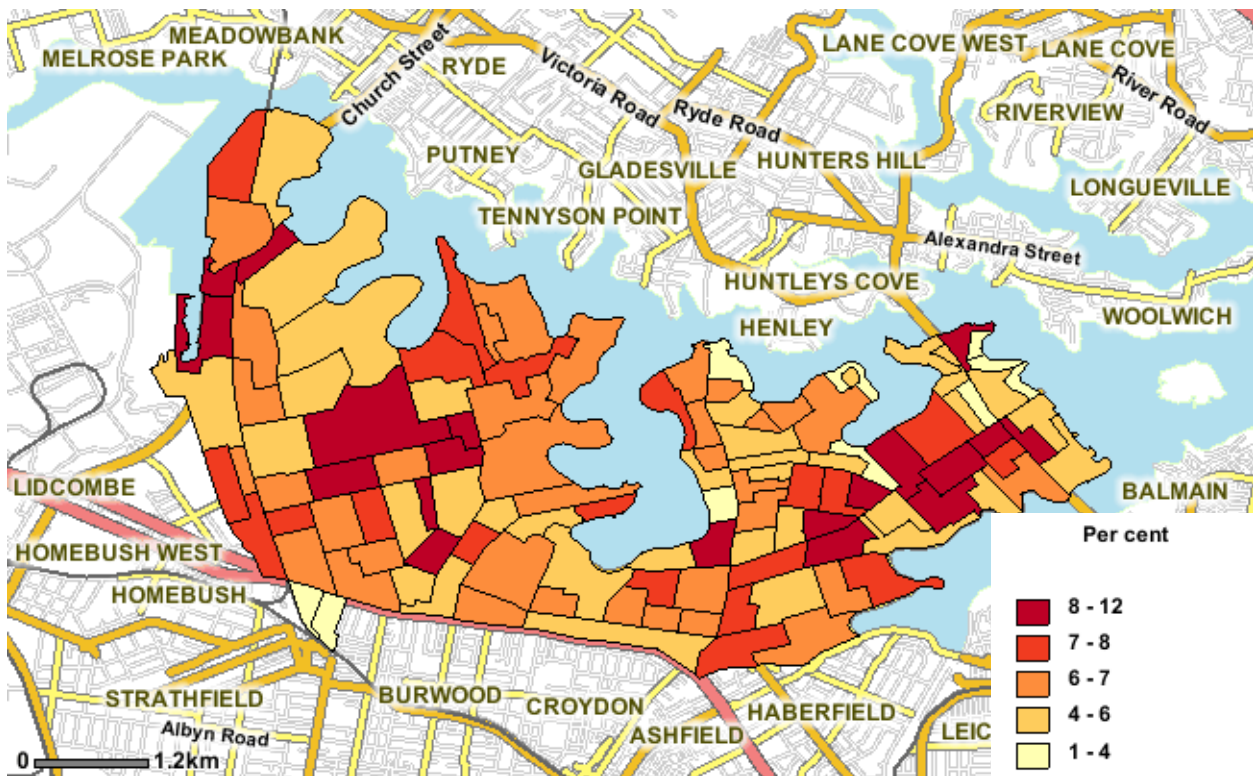 MEADOWBANK
MELROSE PARK
RYDE
Church Street
Victoria Road
Ryde Road
LANE COVE WEST
LANE COVE
River Road
RIVERVIEW
PUTNEY
GLADESVILLE
HUNTERS HILL
LONGUEVILLE
TENNYSON POINT
Alexandra Street
HUNTLEYS COVE
WOOLWICH
HENLEY
LIDCOMBE
BALMAIN
HOMEBUSH WEST
HOMEBUSH
STRATHFIELD
BURWOOD
CROYDON
HABERFIELD
ASHFIELD
LEIC
Albyn Road
0 1.2km
Per cent
8 - 12
7 - 8
6 - 7
4 - 6
1 - 4